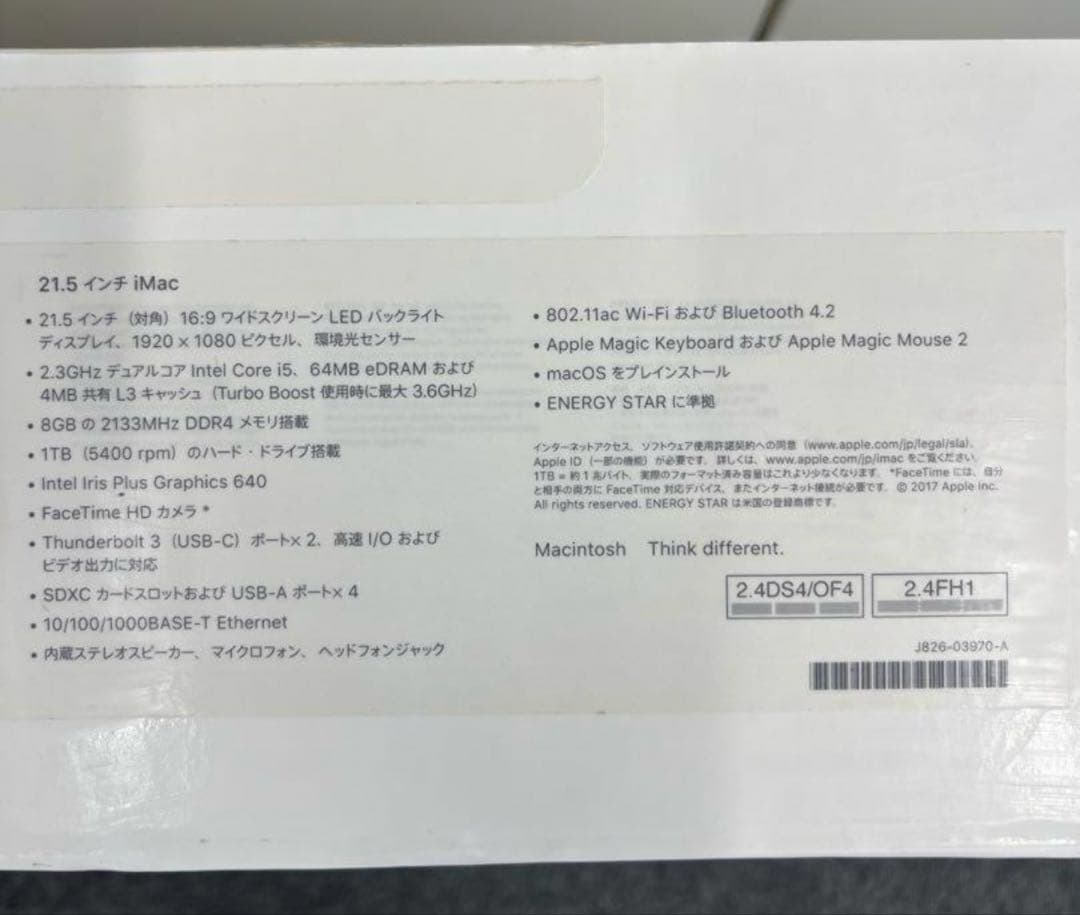 21.5 インチ iMac
• 21.5 インチ（対角）16:9 ワイドスクリーン LED バックライト
ディスプレイ、1920 x 1080 ピクセル、環境光センサー
• 2.3GHz デュアルコア Intel Core i5、64MB eDRAM および
4MB 共有 L3 キャッシュ（Turbo Boost 使用時に最大 3.6GHz）
• 8GB の 2133MHz DDR4 メモリ搭載
• 1TB（5400 rpm）のハード・ドライブ搭載
• Intel Iris Plus Graphics 640
• FaceTime HD カメラ *
• Thunderbolt 3（USB-C）ポート× 2、高速 I/O および
ビデオ出力に対応
• SDXC カードスロットおよび USB-A ポート× 4
• 10/100/1000BASE-T Ethernet
• 内蔵ステレオスピーカー、マイクロフォン、ヘッドフォンジャック
• 802.11ac Wi-Fi および Bluetooth 4.2
• Apple Magic Keyboard および Apple Magic Mouse 2
• macOS をプレインストール
• ENERGY STAR に準拠
インターネットアクセス、ソフトウェア使用許諾契約への同意（www.apple.com/jp/legal/sla）、
Apple ID（一部の機能）が必要です。詳しくは、www.apple.com/jp/imac をご覧ください。
1TB = 約 1 兆バイト、実際のフォーマット済み容量はこれより少なくなります。*FaceTime には、自分
と相手の両方に FaceTime 対応デバイス、またインターネット接続が必要です。© 2017 Apple Inc.
All rights reserved. ENERGY STAR は米国の登録商標です。
Macintosh Think different.
2.4DS4/OF4 2.4FH1
J826-03970-A